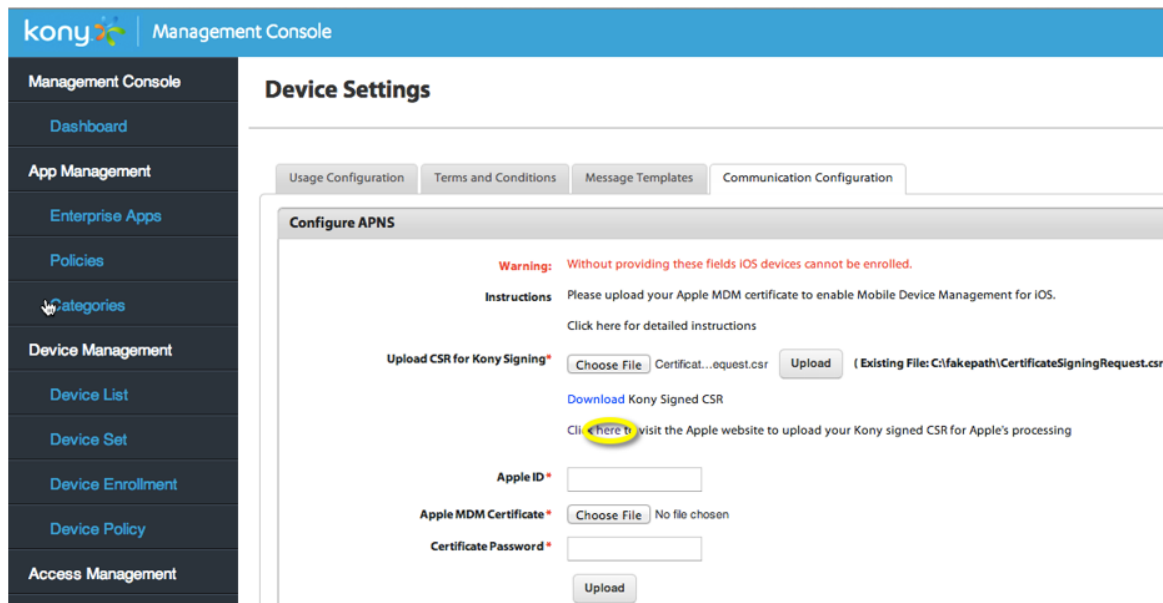 kony Management Console
Management Console
Dashboard
App Management
Enterprise Apps
Policies
Categories
Device Management
Device List
Device Set
Device Enrollment
Device Policy
Access Management
Device Settings
Usage Configuration Terms and Conditions Message Templates Communication Configuration
Configure APNS
Warning: Without providing these fields iOS devices cannot be enrolled.
Instructions Please upload your Apple MDM certificate to enable Mobile Device Management for iOS.
Click here for detailed instructions
Upload CSR for Kony Signing* Choose File Certificat...equest.csr Upload ( Existing File: C:\fakepath\CertificateSigningRequest.csr
Download Kony Signed CSR
Click here to visit the Apple website to upload your Kony signed CSR for Apple's processing
Apple ID*
Apple MDM Certificate* Choose File No file chosen
Certificate Password*
Upload